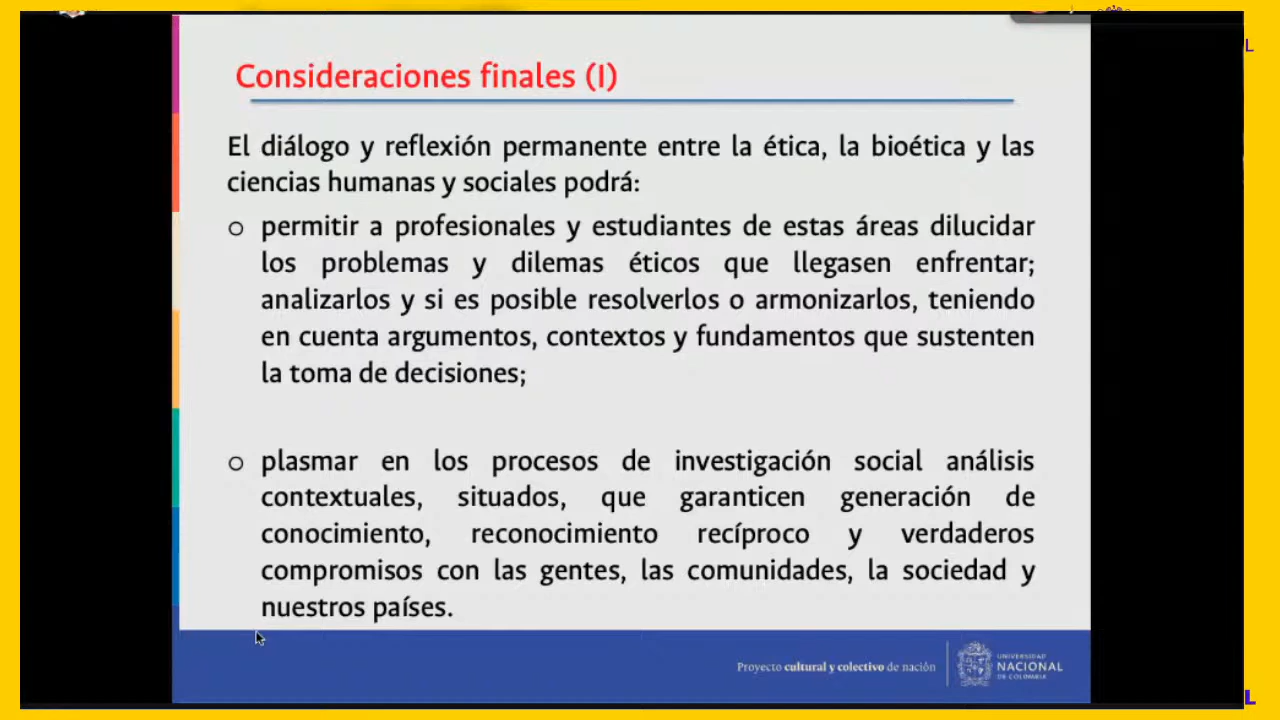 L
Consideraciones finales (I)
El diálogo y reflexión permanente entre la ética, la bioética y las
ciencias humanas y sociales podrá:
o permitir a profesionales y estudiantes de estas áreas dilucidar
los problemas y dilemas éticos que llegasen enfrentar;
analizarlos y si es posible resolverlos o armonizarlos, teniendo
en cuenta argumentos, contextos y fundamentos que sustenten
la toma de decisiones;
o plasmar en los procesos de investigación social análisis
contextuales, situados, que garanticen generación de
conocimiento, reconocimiento recíproco y verdaderos
compromisos con las gentes, las comunidades, la sociedad y
nuestros países.
Proyecto cultural y colectivo de nación
UNIVERSIDAD
NACIONAL
DE COLOMBIA
L